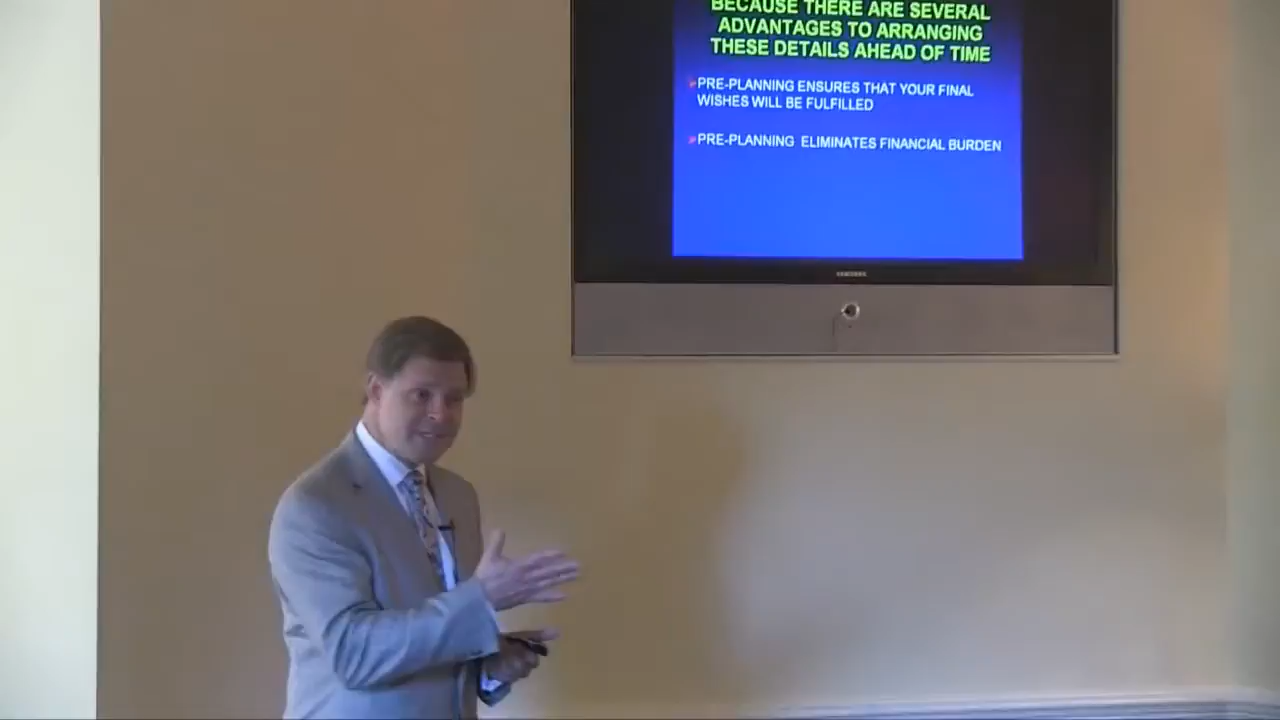 BECAUSE THERE ARE SEVERAL
ADVANTAGES TO ARRANGING
THESE DETAILS AHEAD OF TIME
PRE-PLANNING ENSURES THAT YOUR FINAL
WISHES WILL BE FULFILLED
PRE-PLANNING ELIMINATES FINANCIAL BURDEN
SAMSUNG